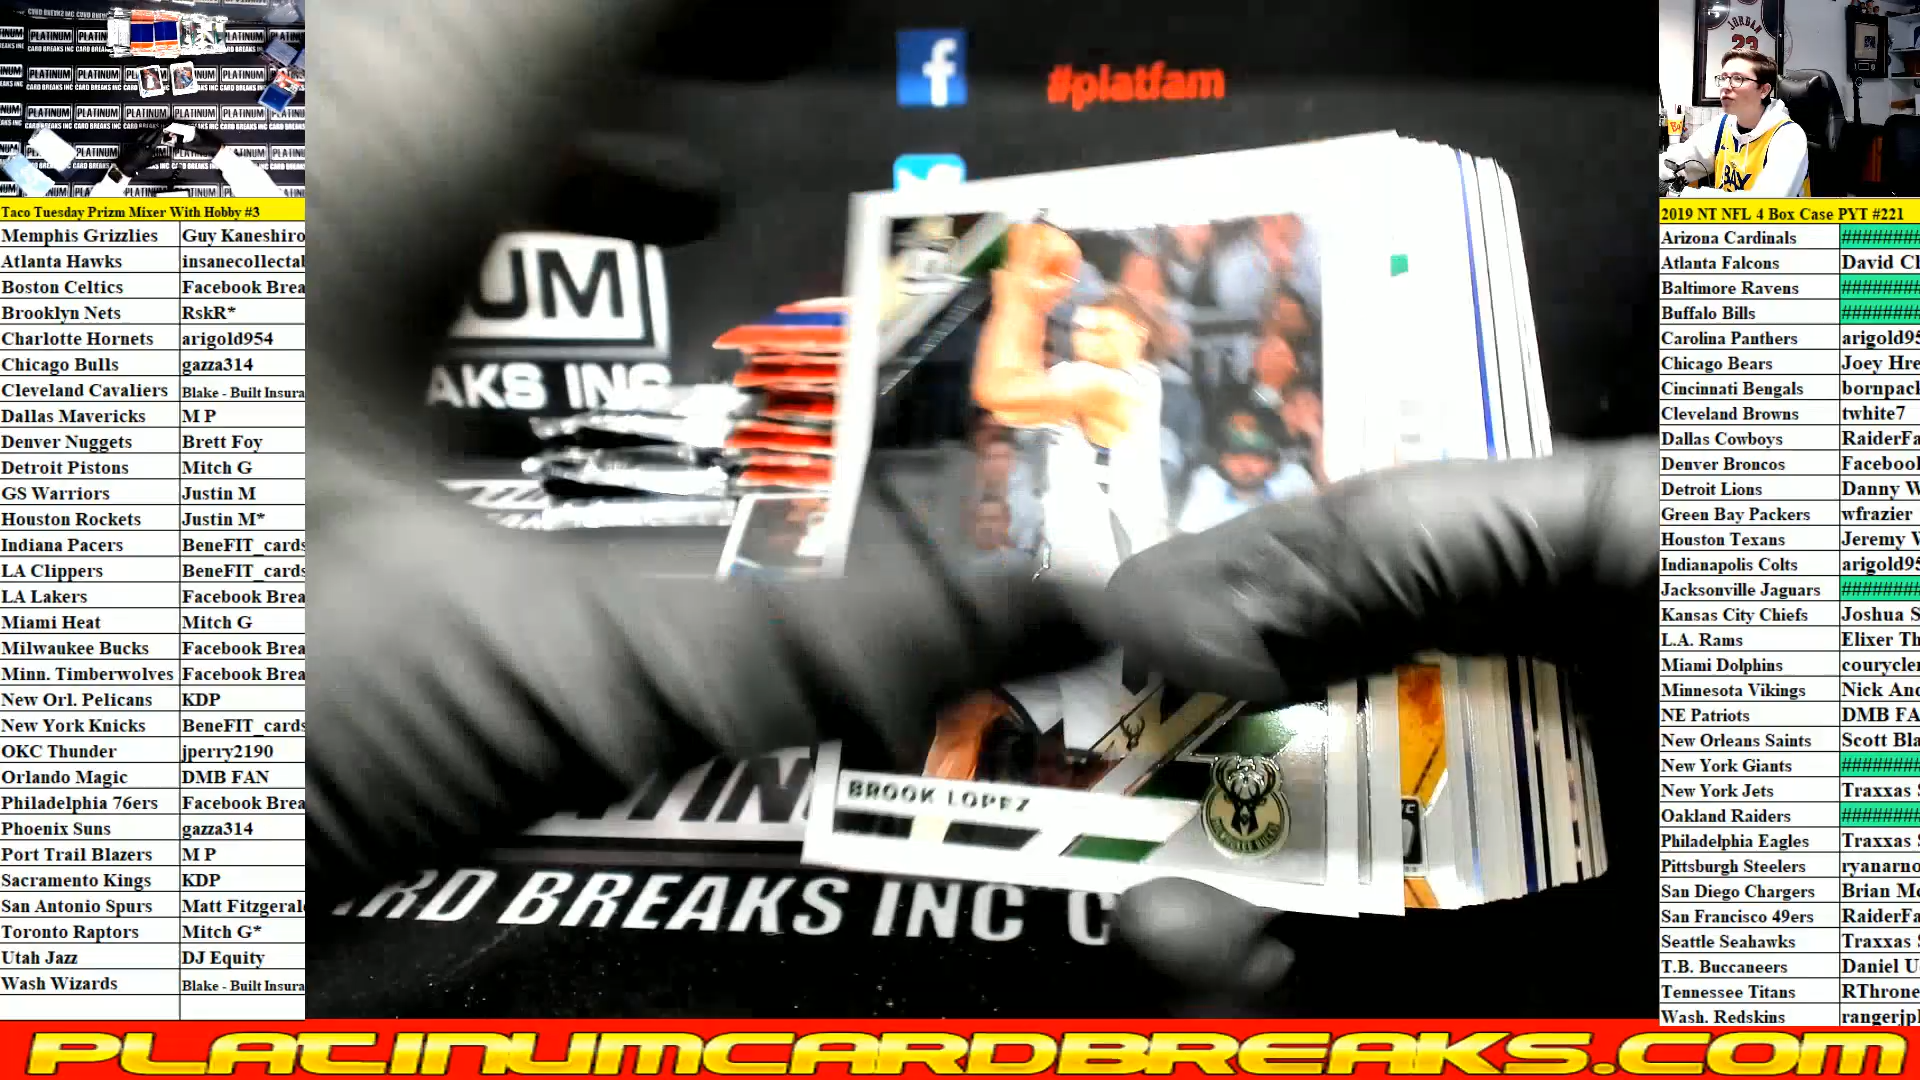 Taco Tuesday Prizm Mixer With Hobby #3
Memphis Grizzlies Guy Kaneshiro
Atlanta Hawks insanecollectal
Boston Celtics Facebook Brea
Brooklyn Nets RskR*
Charlotte Hornets arigold954
Chicago Bulls gazza314
Cleveland Cavaliers Blake - Built Insura
Dallas Mavericks M P
Denver Nuggets Brett Foy
Detroit Pistons Mitch G
GS Warriors Justin M
Houston Rockets Justin M*
Indiana Pacers BeneFIT_cards
LA Clippers BeneFIT_cards
LA Lakers Facebook Brea
Miami Heat Mitch G
Milwaukee Bucks Facebook Brea
Minn. Timberwolves Facebook Brea
New Orl. Pelicans KDP
New York Knicks BeneFIT_cards
OKC Thunder jperry2190
Orlando Magic DMB FAN
Philadelphia 76ers Facebook Brea
Phoenix Suns gazza314
Port Trail Blazers M P
Sacramento Kings KDP
San Antonio Spurs Matt Fitzgeral
Toronto Raptors Mitch G*
Utah Jazz DJ Equity
Wash Wizards Blake - Built Insura
f
#platfam
UM
AKS INC
BROOK LOPEZ
TIN
RD BREAKS INC C
JORDAN
23
2019 NT NFL 4 Box Case PYT #221
Arizona Cardinals #########
Atlanta Falcons David Cl
Baltimore Ravens #########
Buffalo Bills #########
Carolina Panthers arigold95
Chicago Bears Joey Hre
Cincinnati Bengals bornpack
Cleveland Browns twhite7
Dallas Cowboys RaiderFa
Denver Broncos Facebook
Detroit Lions Danny W
Green Bay Packers wfrazier
Houston Texans Jeremy W
Indianapolis Colts arigold95
Jacksonville Jaguars #########
Kansas City Chiefs Joshua S
L.A. Rams Elixer Th
Miami Dolphins courycler
Minnesota Vikings Nick And
NE Patriots DMB FA
New Orleans Saints Scott Bla
New York Giants #########
New York Jets Traxxas S
Oakland Raiders #########
Philadelphia Eagles Traxxas S
Pittsburgh Steelers ryanarno
San Diego Chargers Brian Mc
San Francisco 49ers RaiderFa
Seattle Seahawks Traxxas S
T.B. Buccaneers Daniel U
Tennessee Titans RThrone
Wash. Redskins rangerjpl
PLATINUMCARDBREAKS.COM